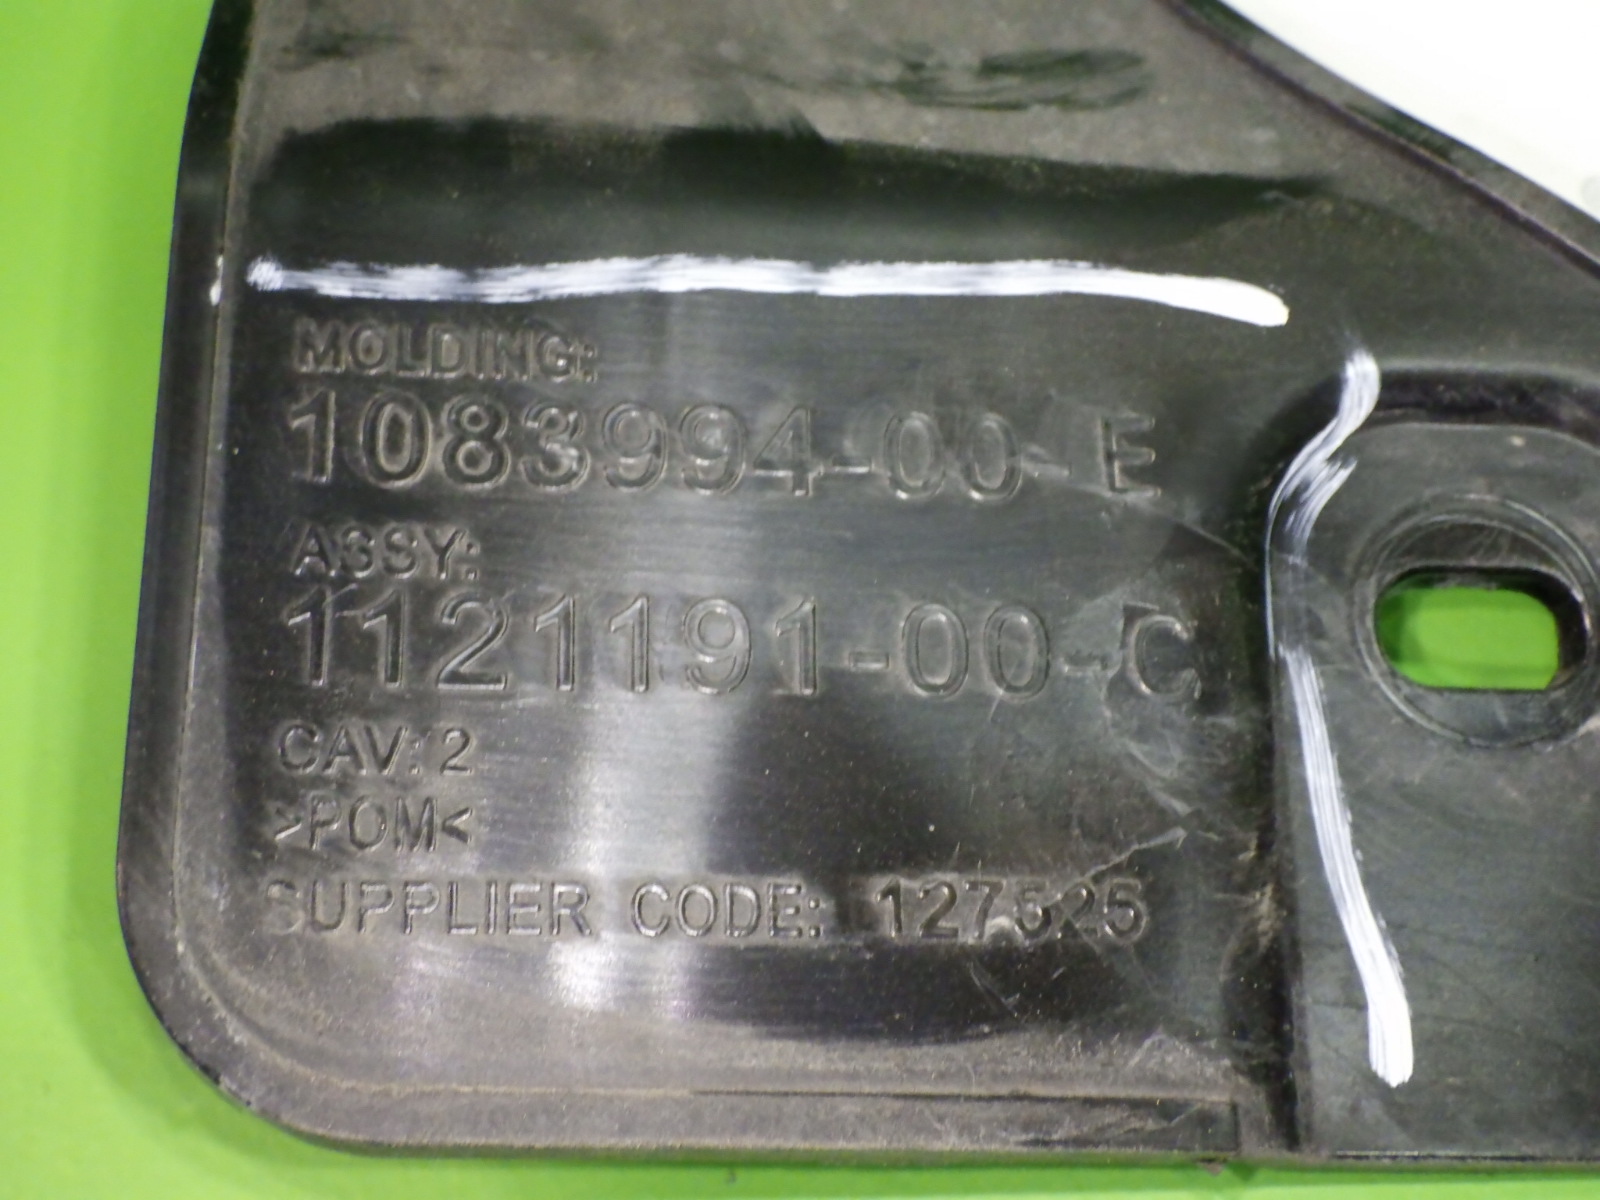 MOLDING:
1083994-00-E
ASSY:
1121191-00-C
CAV: 2
>POM<
SUPPLIER CODE: 127525